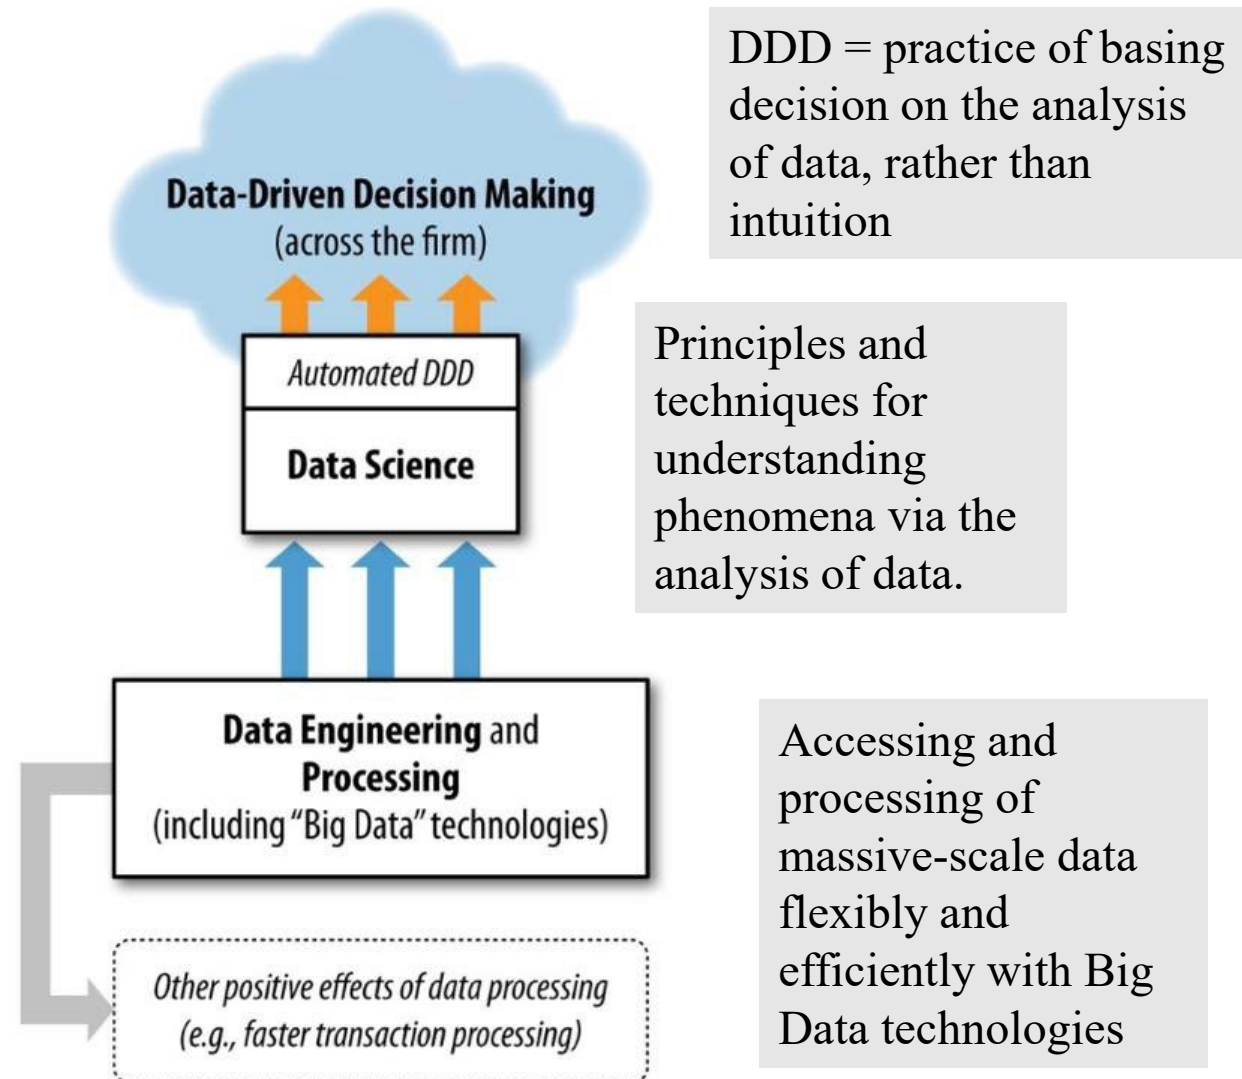 Data-Driven Decision Making
(across the firm)
DDD = practice of basing
decision on the analysis
of data, rather than
intuition
Automated DDD
Data Science
Principles and
techniques for
understanding
phenomena via the
analysis of data.
Data Engineering and
Processing
(including “Big Data” technologies)
Accessing and
processing of
massive-scale data
flexibly and
efficiently with Big
Data technologies
Other positive effects of data processing
(e.g., faster transaction processing)